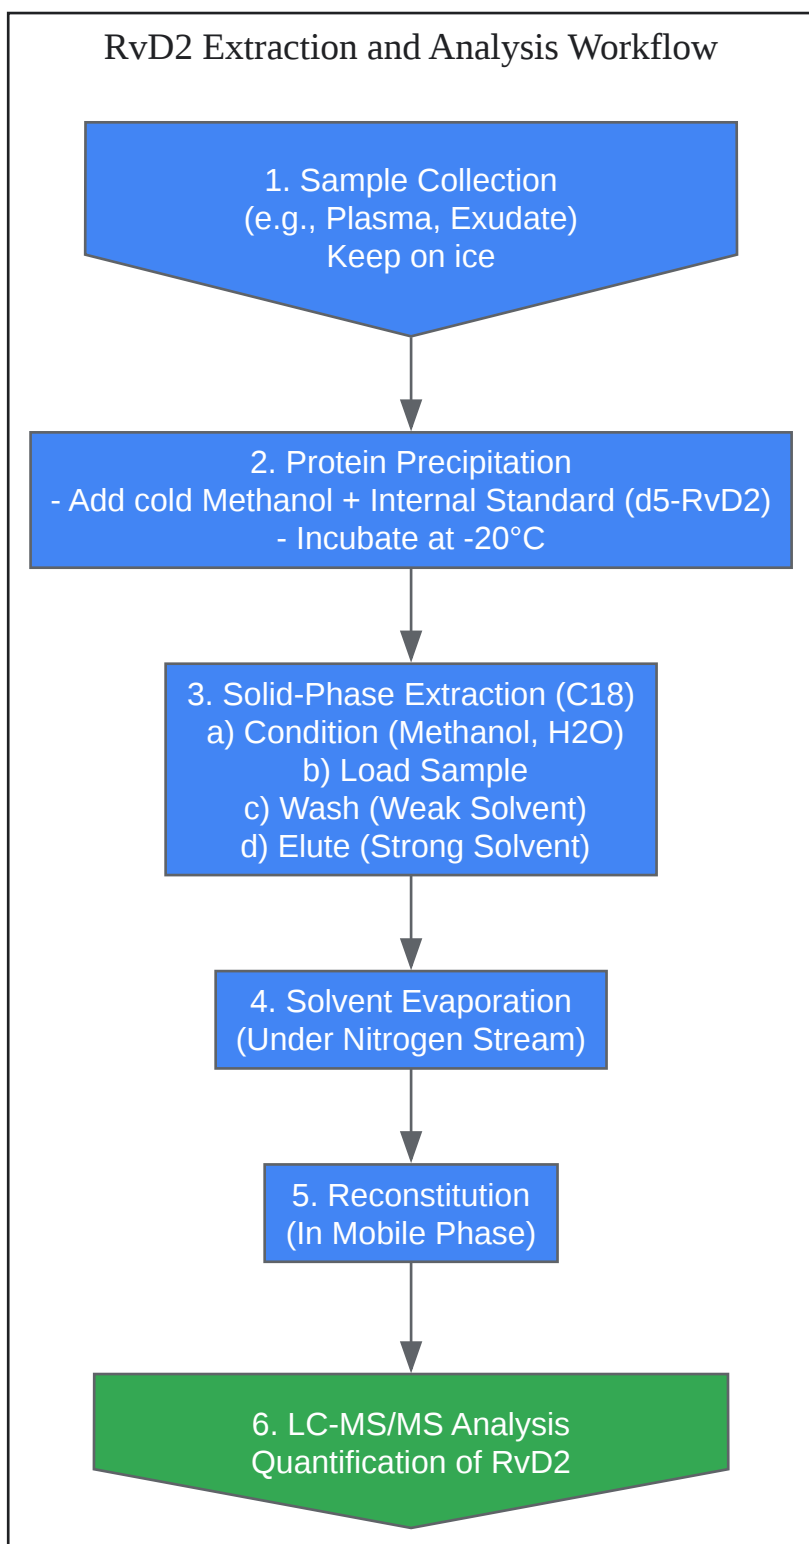 RvD2 Extraction and Analysis Workflow
1. Sample Collection
(e.g., Plasma, Exudate)
Keep on ice
2. Protein Precipitation
- Add cold Methanol + Internal Standard (d5-RvD2)
- Incubate at -20°C
3. Solid-Phase Extraction (C18)
a) Condition (Methanol, H2O)
b) Load Sample
c) Wash (Weak Solvent)
d) Elute (Strong Solvent)
4. Solvent Evaporation
(Under Nitrogen Stream)
5. Reconstitution
(In Mobile Phase)
6. LC-MS/MS Analysis
Quantification of RvD2